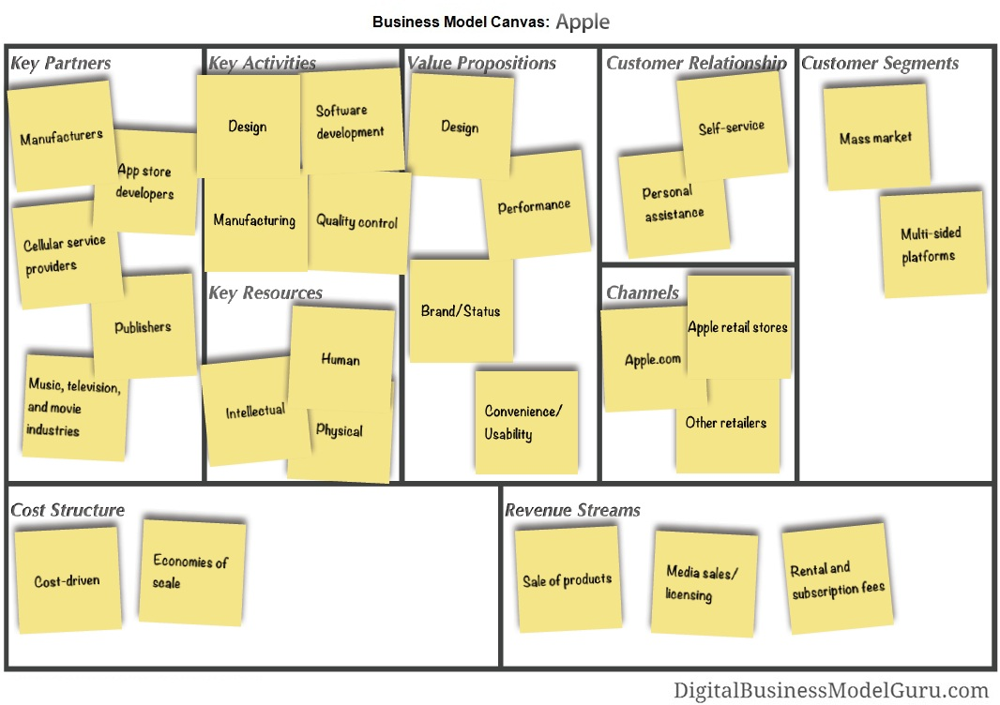 Business Model Canvas: Apple
Key Partners
Manufacturers
App store
developers
Cellular service
providers
Publishers
Music, television,
and movie
industries
Key Activities
Design
Software
development
Manufacturing
Quality control
Key Resources
Human
Intellectual
Physical
Value Propositions
Design
Performance
Brand/Status
Convenience/
Usability
Customer Relationship
Self-service
Personal
assistance
Channels
Apple retail stores
Apple.com
Other retailers
Customer Segments
Mass market
Multi-sided
platforms
Cost Structure
Cost-driven
Economies of
scale
Revenue Streams
Sale of products
Media sales/
licensing
Rental and
subscription fees
DigitalBusinessModelGuru.com